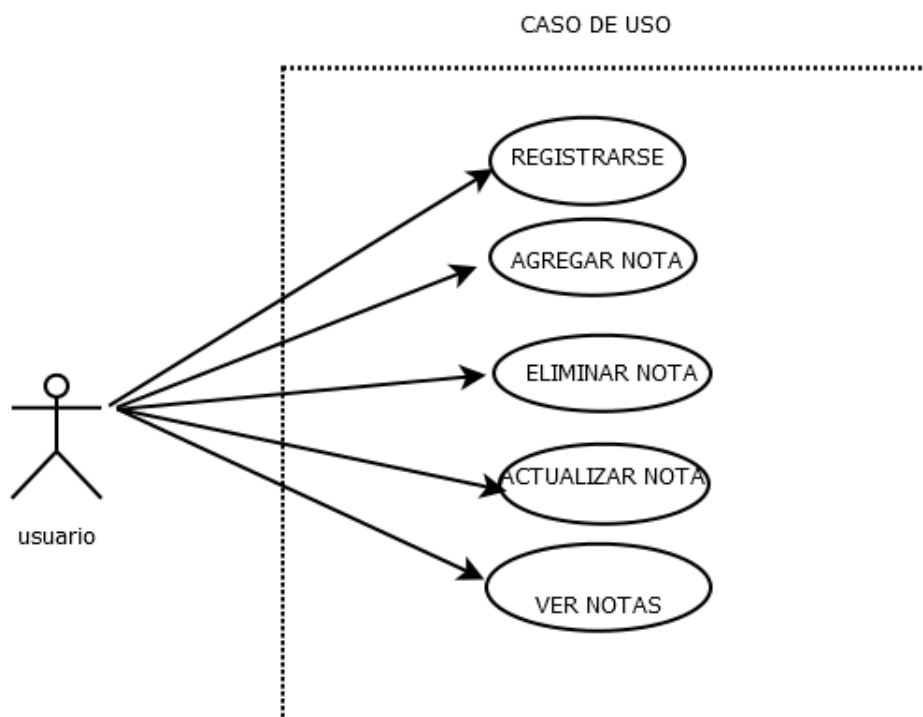 CASO DE USO
REGISTRARSE
AGREGAR NOTA
ELIMINAR NOTA
ACTUALIZAR NOTA
usuario
VER NOTAS